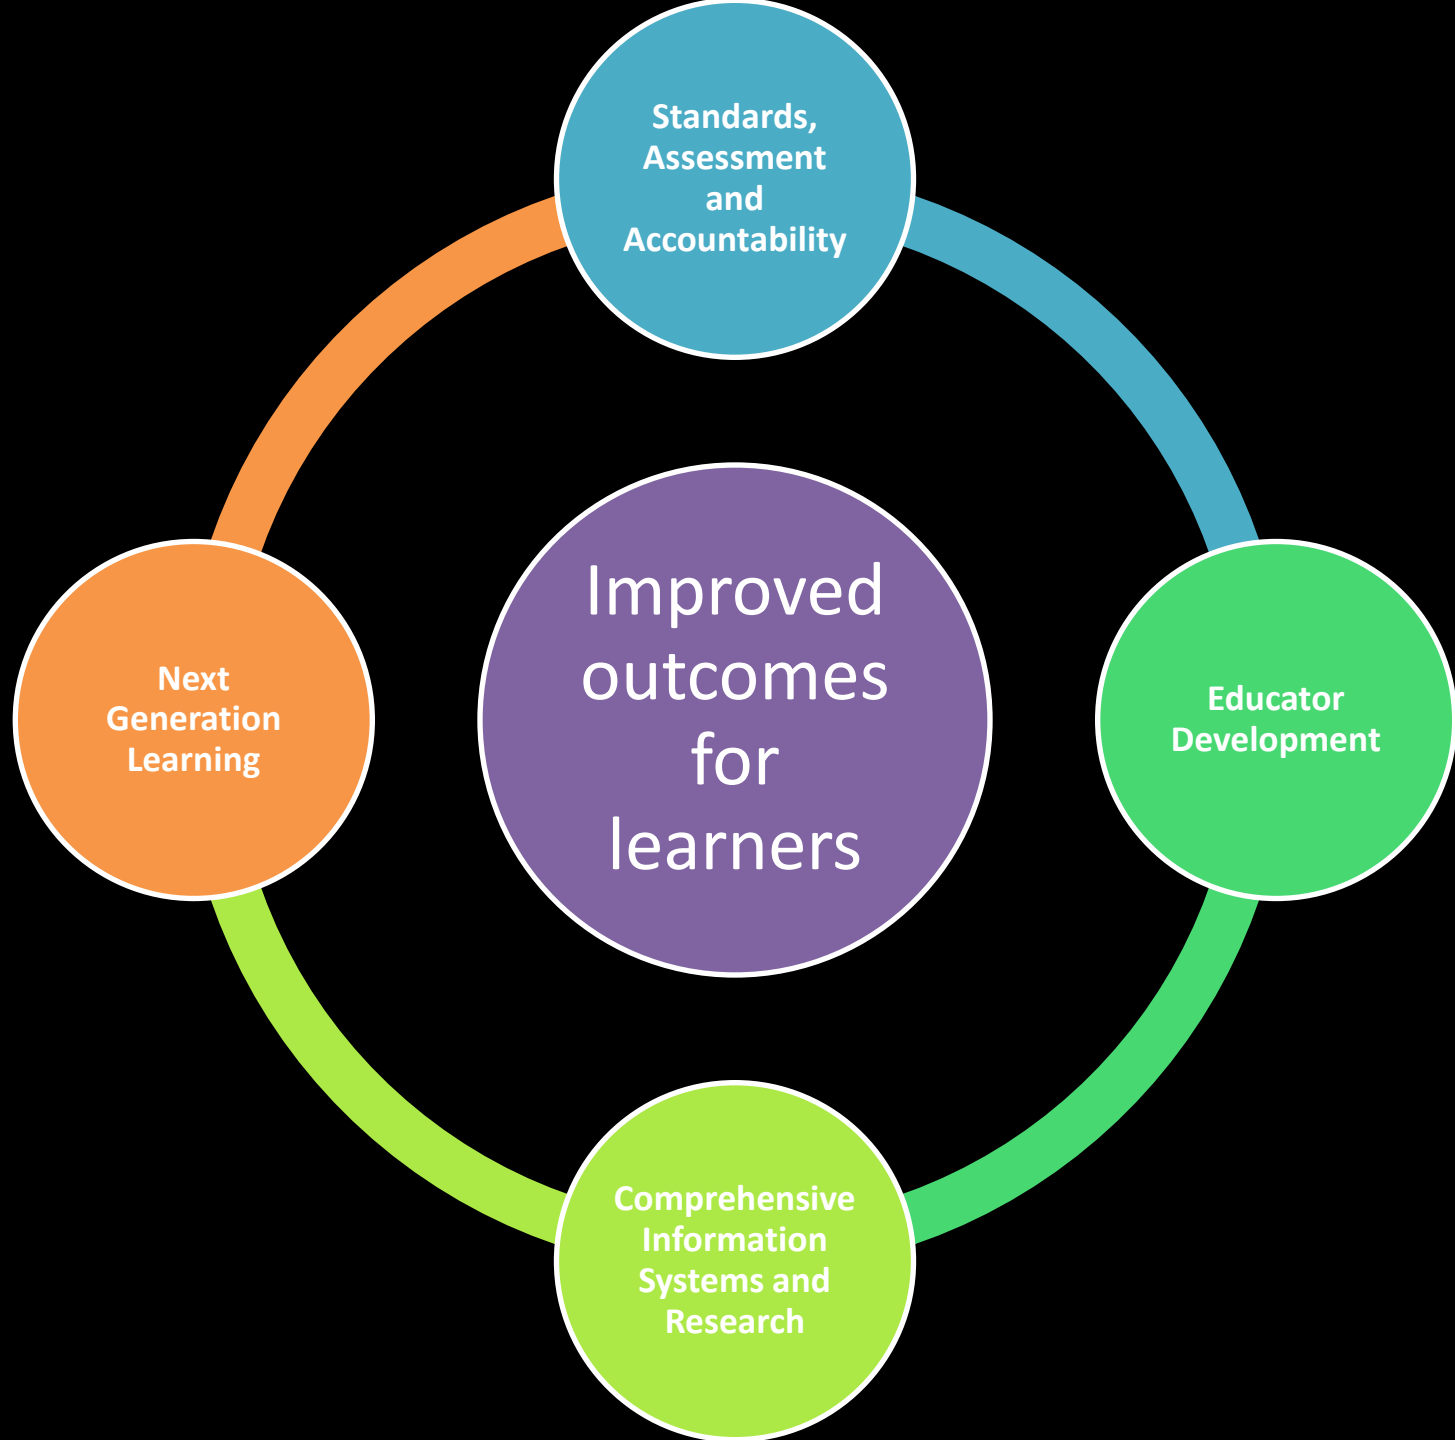 Standards,
Assessment
and
Accountability
Improved
outcomes
for
learners
Next
Generation
Learning
Educator
Development
Comprehensive
Information
Systems and
Research